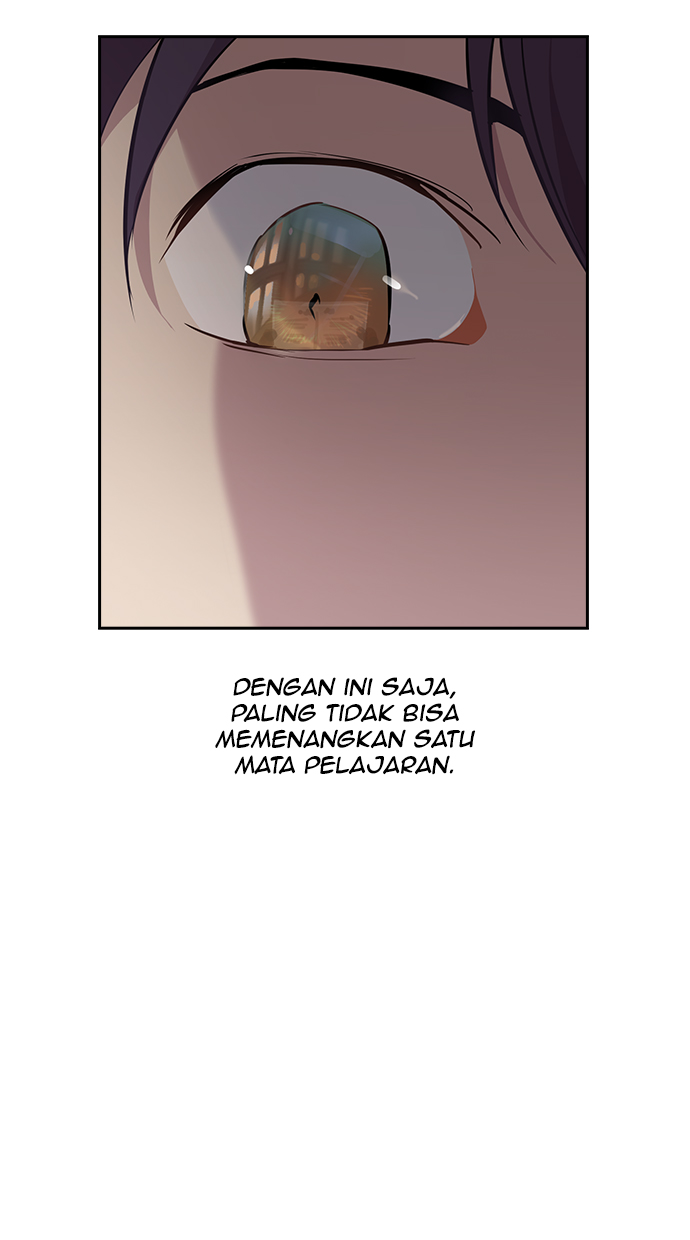 DENGAN INI SAJA,
PALING TIDAK BISA
MEMENANGKAN SATU
MATA PELAJARAN.